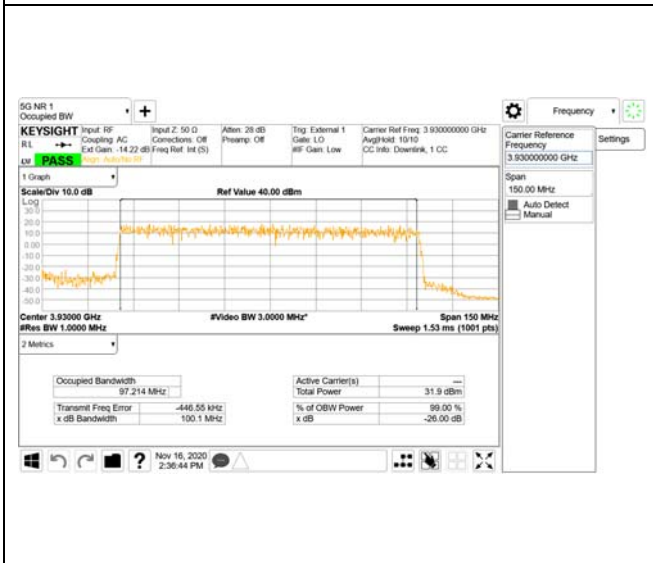 5G NR 1
Occupied BW
+
Frequency
KEYSIGHT
Input: RF
Coupling: AC
Ext Gain: -14.22 dB
Align: Auto/No RF
Input Z: 50 Ω
Corrections: Off
Freq Ref: Int (S)
Atten: 28 dB
Preamp: Off
Trig: External 1
Gate: LO
#IF Gain: Low
Carrier Ref Freq: 3.930000000 GHz
Avg|Hold: 10/10
CC Info: Downlink, 1 CC
RL
PASS
Carrier Reference
Frequency
3.930000000 GHz
Settings
Span
150.00 MHz
Auto Detect
Manual
1 Graph
Scale/Div 10.0 dB
Ref Value 40.00 dBm
Log
30.0
20.0
10.0
0.00
-10.0
-20.0
-30.0
-40.0
-50.0
Center 3.93000 GHz
#Video BW 3.0000 MHz*
Span 150 MHz
#Res BW 1.0000 MHz
Sweep 1.53 ms (1001 pts)
2 Metrics
Occupied Bandwidth
97.214 MHz
Active Carrier(s)
---
Total Power
31.9 dBm
Transmit Freq Error
-446.55 kHz
% of OBW Power
99.00 %
x dB Bandwidth
100.1 MHz
x dB
-26.00 dB
?
Nov 16, 2020
2:36:44 PM